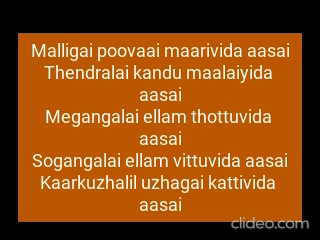 Malligai poovaai maarivida aasai
Thendralai kandu maalaiyida
aasai
Megangalai ellam thottuvida
aasai
Sogangalai ellam vittuvida aasai
Kaarkuzhalil uzhagai kattivida
aasai
clideo.com